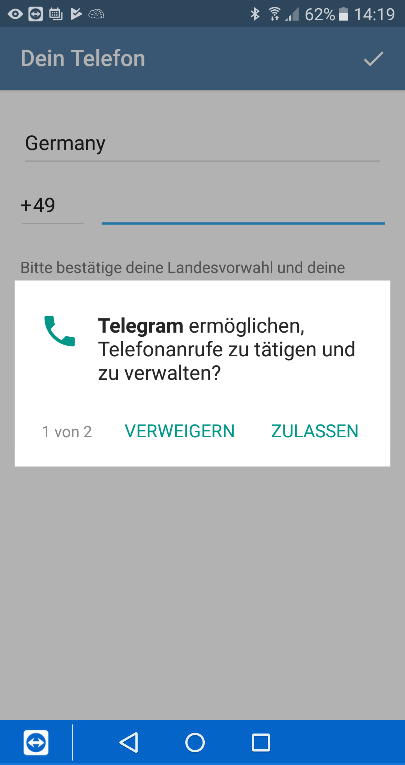 62% 14:19
Dein Telefon
Germany
+49
Bitte bestätige deine Landesvorwahl und deine
Telegram ermöglichen,
Telefonanrufe zu tätigen und
zu verwalten?
1 von 2 VERWEIGERN ZULASSEN